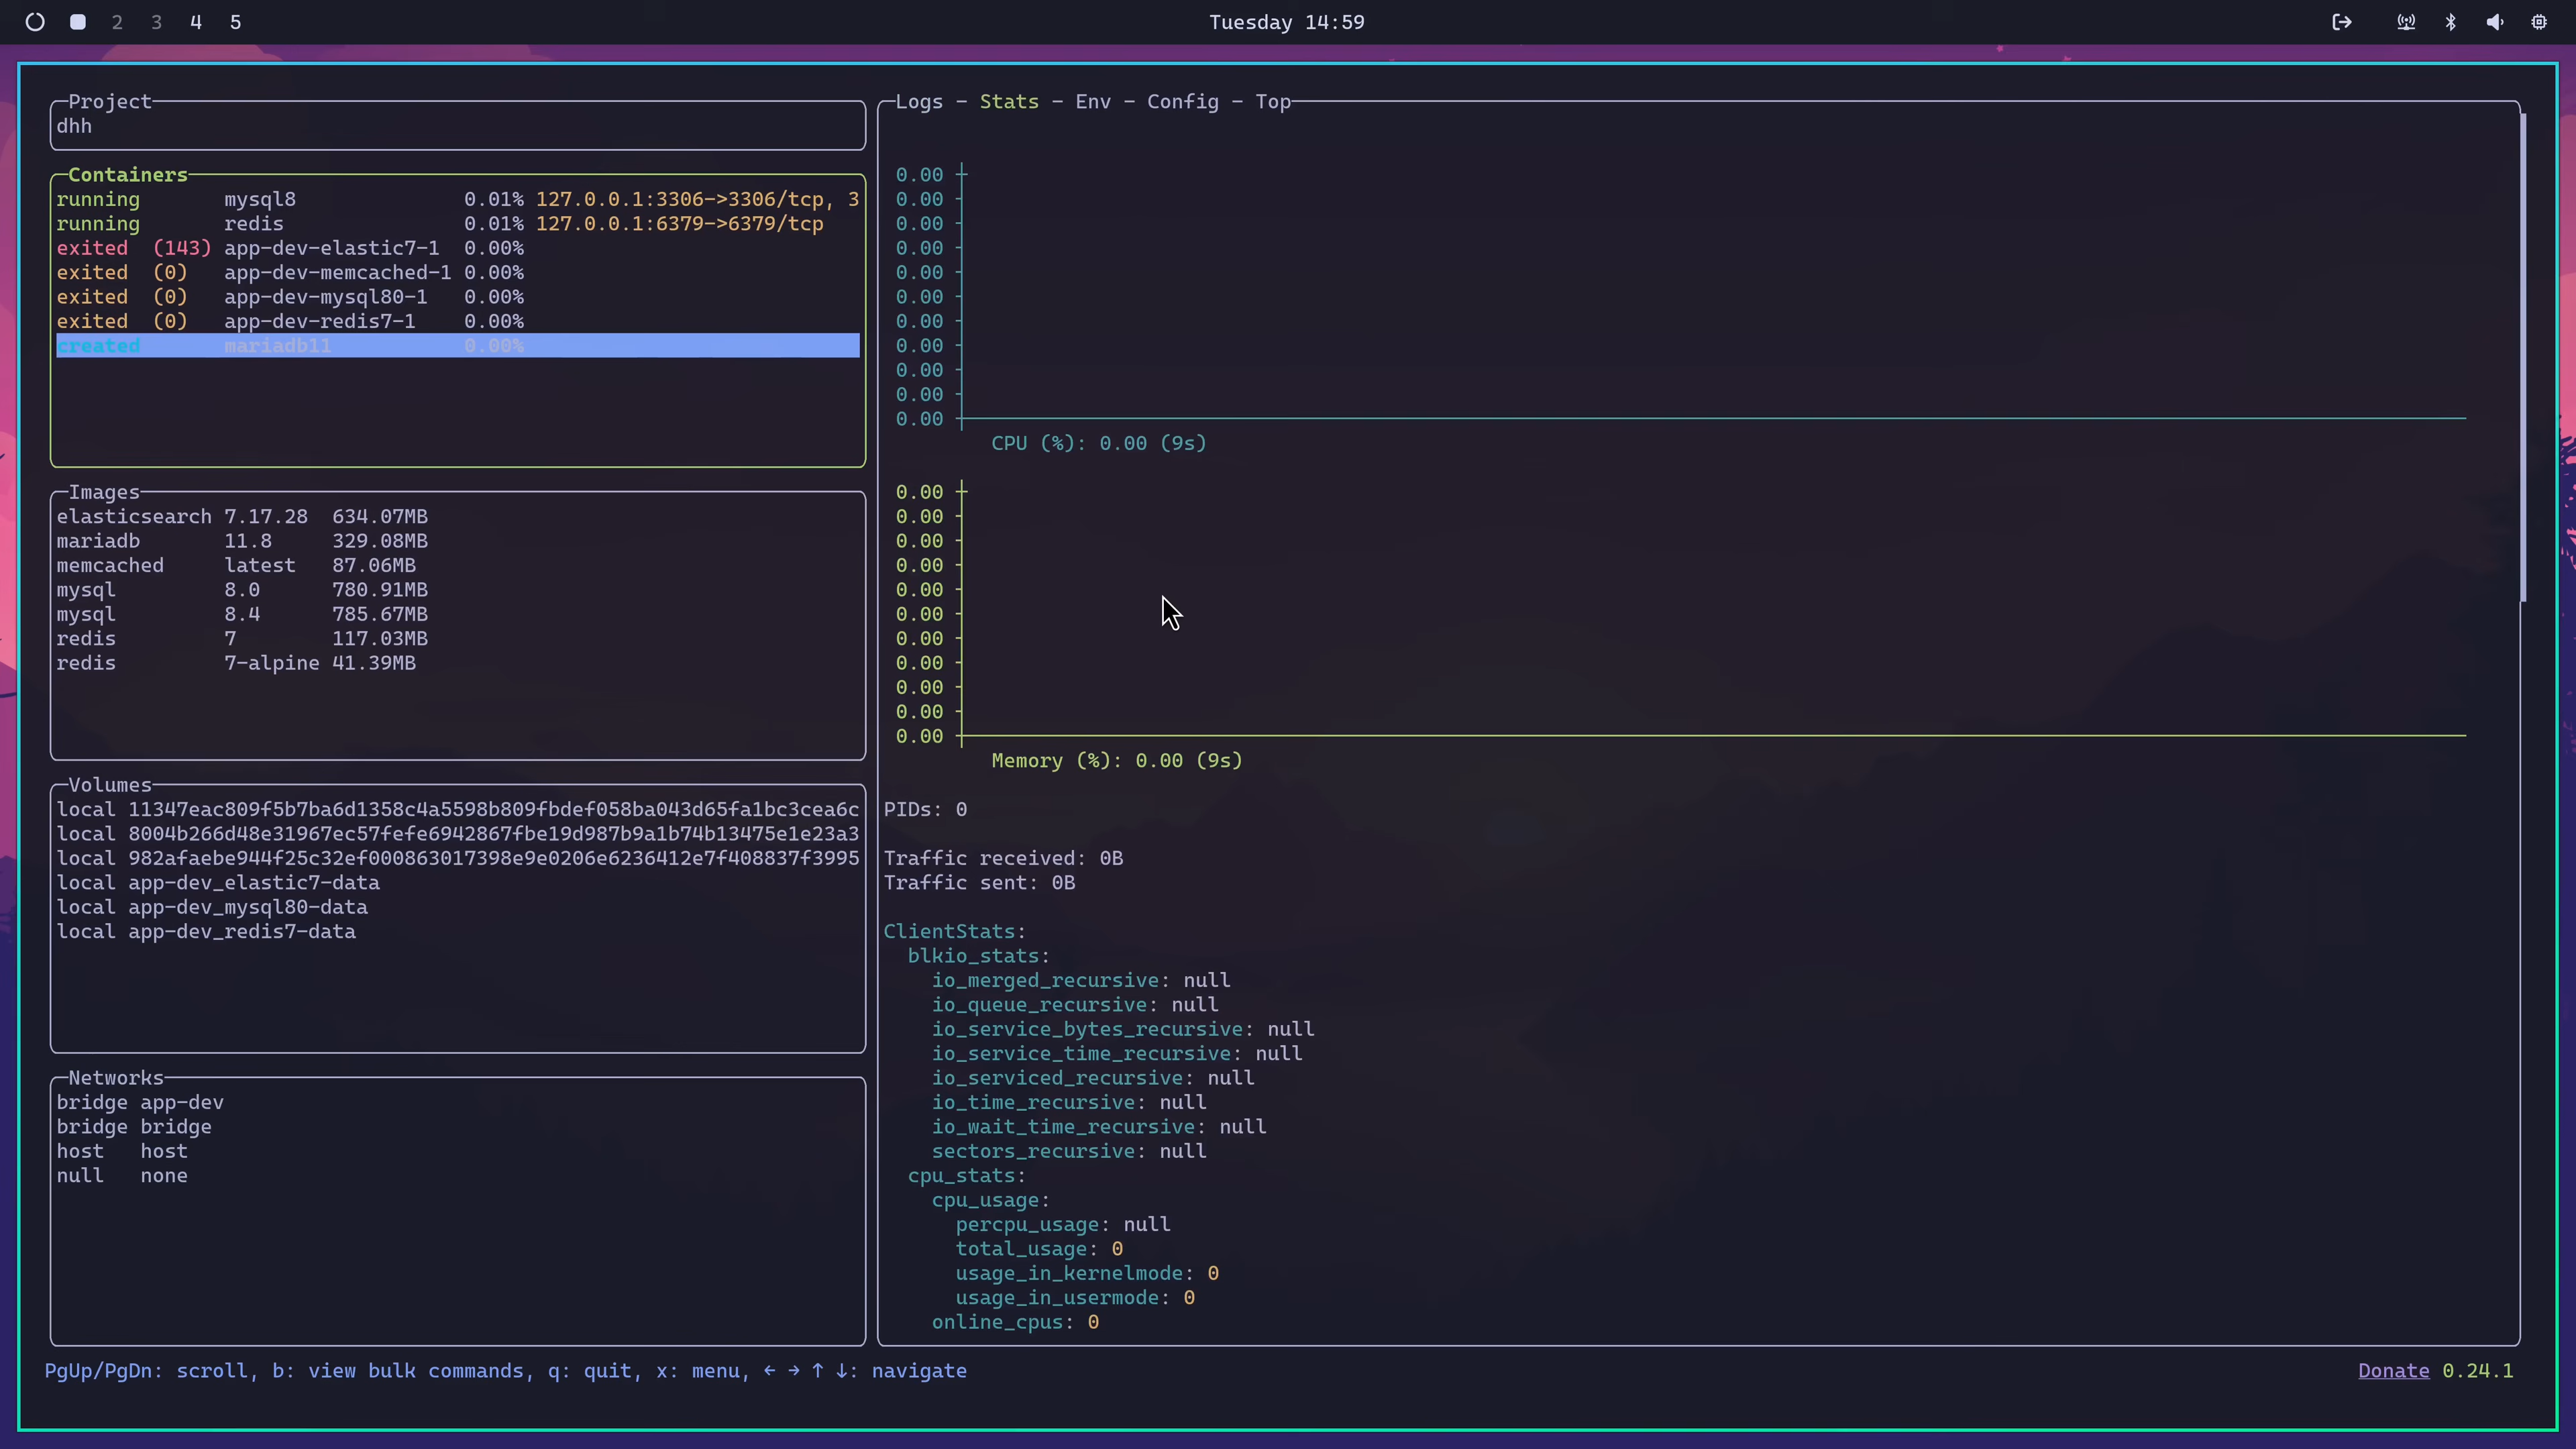 2 3 4 5
Tuesday 14:59
Project
dhh
Containers
running mysql8 0.01% 127.0.0.1:3306->3306/tcp, 3
running redis 0.01% 127.0.0.1:6379->6379/tcp
exited (143) app-dev-elastic7-1 0.00%
exited (0) app-dev-memcached-1 0.00%
exited (0) app-dev-mysql80-1 0.00%
exited (0) app-dev-redis7-1 0.00%
created mariadb11 0.00%
Images
elasticsearch 7.17.28 634.07MB
mariadb 11.8 329.08MB
memcached latest 87.06MB
mysql 8.0 780.91MB
mysql 8.4 785.67MB
redis 7 117.03MB
redis 7-alpine 41.39MB
Volumes
local 11347eac809f5b7ba6d1358c4a5598b809fbdef058ba043d65fa1bc3cea6c
local 8004b266d48e31967ec57fefe6942867fbe19d987b9a1b74b13475e1e23a3
local 982afaebe944f25c32ef000863017398e9e0206e6236412e7f408837f3995
local app-dev_elastic7-data
local app-dev_mysql80-data
local app-dev_redis7-data
Networks
bridge app-dev
bridge bridge
host host
null none
Logs - Stats - Env - Config - Top
0.00
0.00
0.00
0.00
0.00
0.00
0.00
0.00
0.00
0.00
0.00
CPU (%): 0.00 (9s)
0.00
0.00
0.00
0.00
0.00
0.00
0.00
0.00
0.00
0.00
0.00
Memory (%): 0.00 (9s)
PIDs: 0
Traffic received: 0B
Traffic sent: 0B
ClientStats:
blkio_stats:
io_merged_recursive: null
io_queue_recursive: null
io_service_bytes_recursive: null
io_service_time_recursive: null
io_serviced_recursive: null
io_time_recursive: null
io_wait_time_recursive: null
sectors_recursive: null
cpu_stats:
cpu_usage:
percpu_usage: null
total_usage: 0
usage_in_kernelmode: 0
usage_in_usermode: 0
online_cpus: 0
PgUp/PgDn: scroll, b: view bulk commands, q: quit, x: menu, ← → ↑ ↓: navigate
Donate 0.24.1